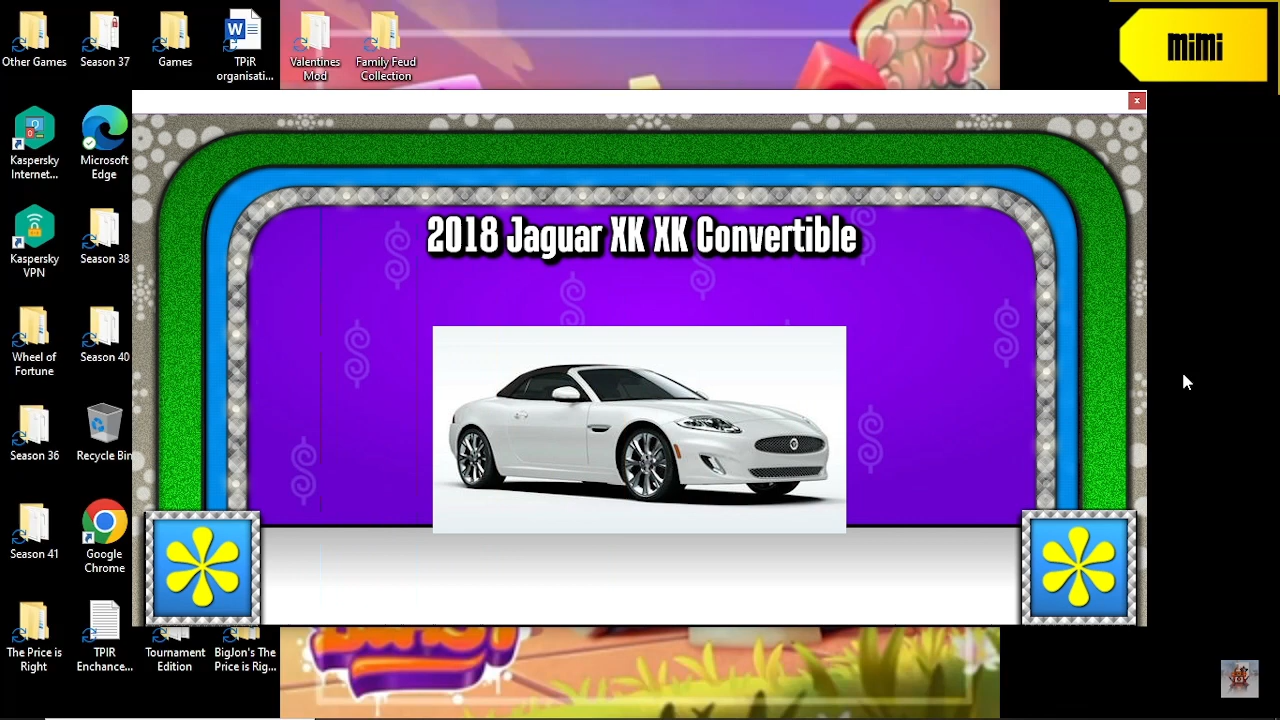 Other Games
Season 37
Games
TPiR
organisati...
Valentines
Mod
Family Feud
Collection
mimi
Kaspersky
Internet...
Microsoft
Edge
2018 Jaguar XK XK Convertible
Kaspersky
VPN
Season 38
Wheel of
Fortune
Season 40
Season 36
Recycle Bin
Season 41
Google
Chrome
The Price is
Right
TPIR
Enchance...
Tournament
Edition
BigJon's The
Price is Rig...